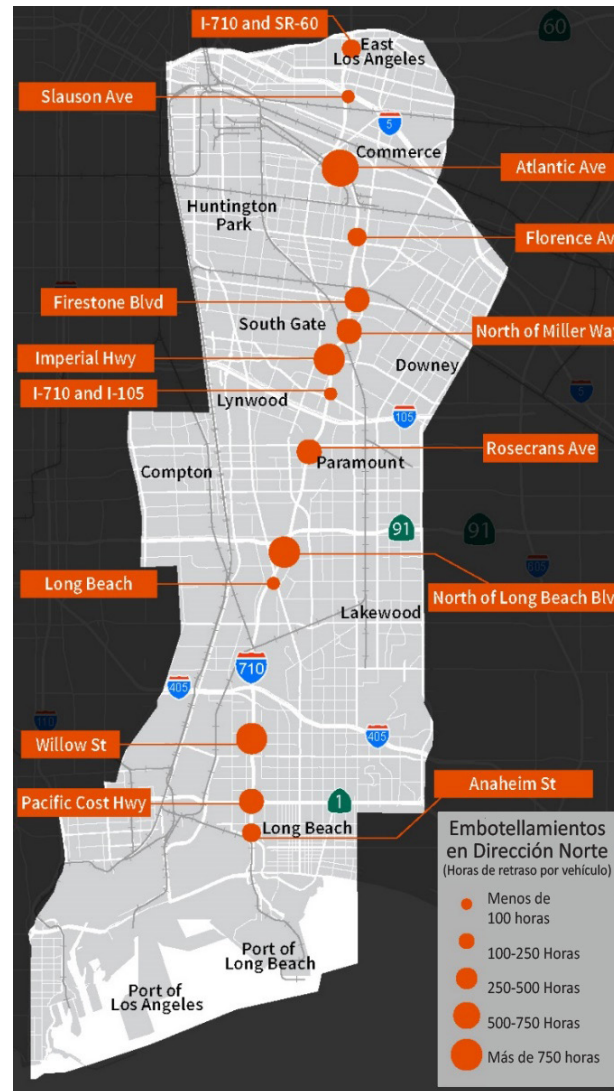 I-710 and SR-60
60
East
Los Angeles
Slauson Ave
5
Commerce
Atlantic Ave
Huntington
Park
Florence Av
Firestone Blvd
South Gate
North of Miller Way
Imperial Hwy
Downey
I-710 and I-105
Lynwood
5
105
Rosecrans Ave
Compton
Paramount
91
91
605
Long Beach
North of Long Beach Blv
Lakewood
710
405
110
405
Willow St
Anaheim St
Pacific Cost Hwy
1
Long Beach
Embotellamientos
en Dirección Norte
(Horas de retraso por vehículo)
Menos de
100 horas
100-250 Horas
250-500 Horas
500-750 Horas
Más de 750 horas
Port of
Long Beach
Port of
Los Angeles